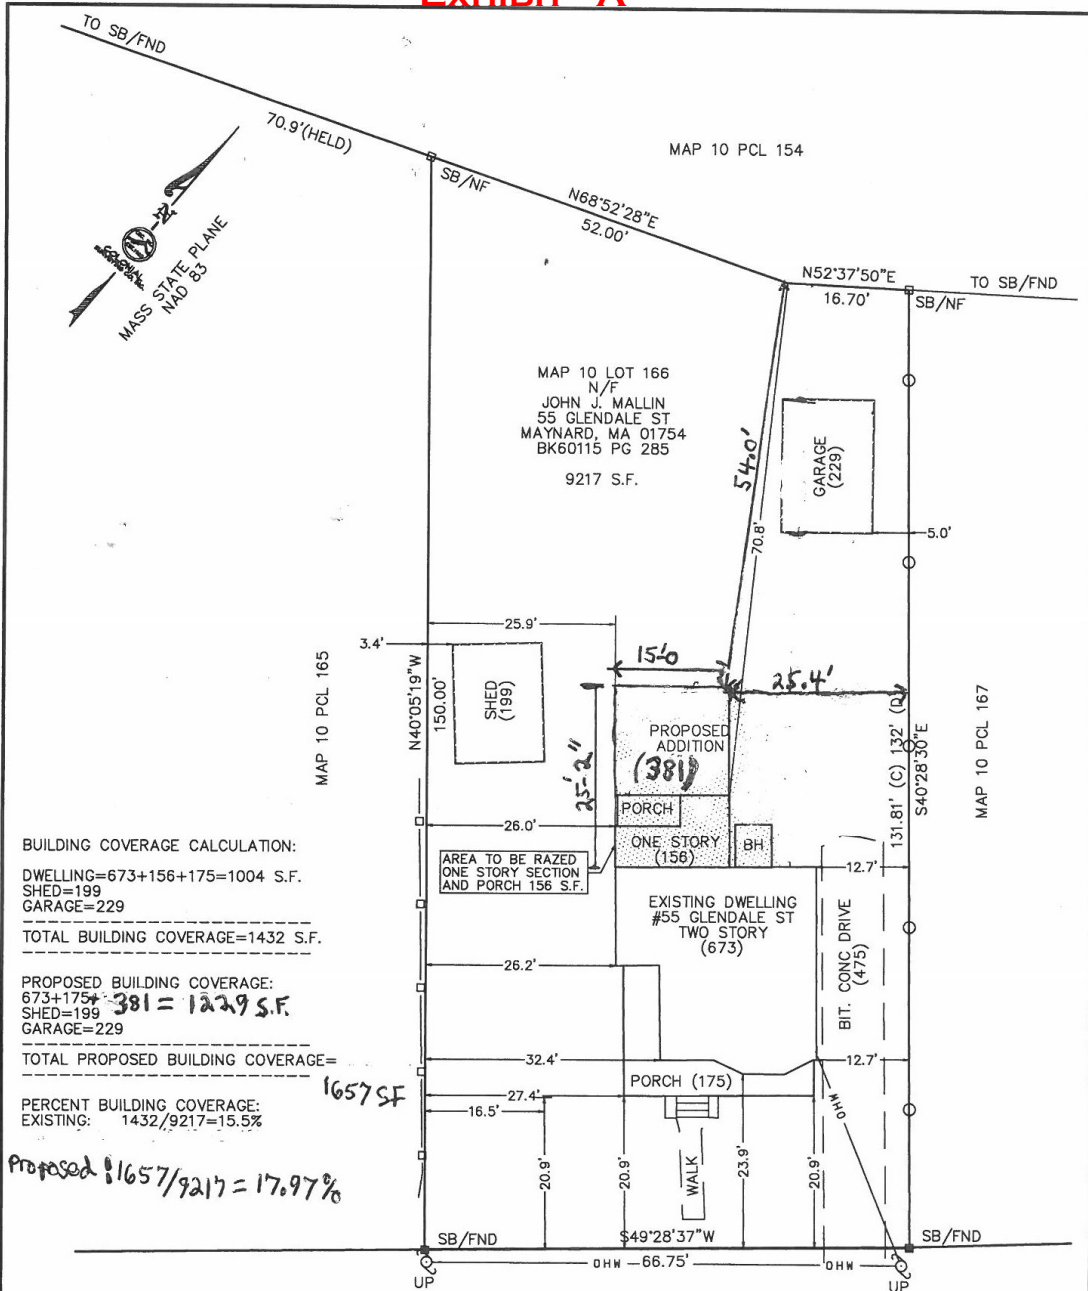 Exhibit "A"
TO SB/FND
70.9'(HELD)
SB/NF
MAP 10 PCL 154
N68°52'28"E
52.00'
N52°37'50"E
16.70'
TO SB/FND
SB/NF
COLONIAL
MASS STATE PLANE
NAD 83
MAP 10 LOT 166
N/F
JOHN J. MALLIN
55 GLENDALE ST
MAYNARD, MA 01754
BK60115 PG 285
9217 S.F.
54.0'
70.8'
GARAGE
(229)
5.0'
25.9'
3.4'
SHED
(199)
MAP 10 PCL 165
N40°05'19"W
150.00'
15'-0
25.4'
25'-2"
PROPOSED
ADDITION
(381)
PORCH
ONE STORY
(156)
BH
131.81' (C) 132' (D)
S40°28'30"E
MAP 10 PCL 167
26.0'
AREA TO BE RAZED
ONE STORY SECTION
AND PORCH 156 S.F.
12.7'
EXISTING DWELLING
#55 GLENDALE ST
TWO STORY
(673)
BIT. CONC DRIVE
(475)
26.2'
32.4'
12.7'
PORCH (175)
27.4'
16.5'
OHW
20.9'
20.9'
WALK
23.9'
20.9'
BUILDING COVERAGE CALCULATION:
DWELLING=673+156+175=1004 S.F.
SHED=199
GARAGE=229
TOTAL BUILDING COVERAGE=1432 S.F.
PROPOSED BUILDING COVERAGE:
673+175+ 381 = 1229 S.F.
SHED=199
GARAGE=229
TOTAL PROPOSED BUILDING COVERAGE=
1657 SF
PERCENT BUILDING COVERAGE:
EXISTING: 1432/9217=15.5%
Proposed: 1657/9217 = 17.97%
SB/FND
S49°28'37"W
SB/FND
OHW 66.75' OHW
UP
UP